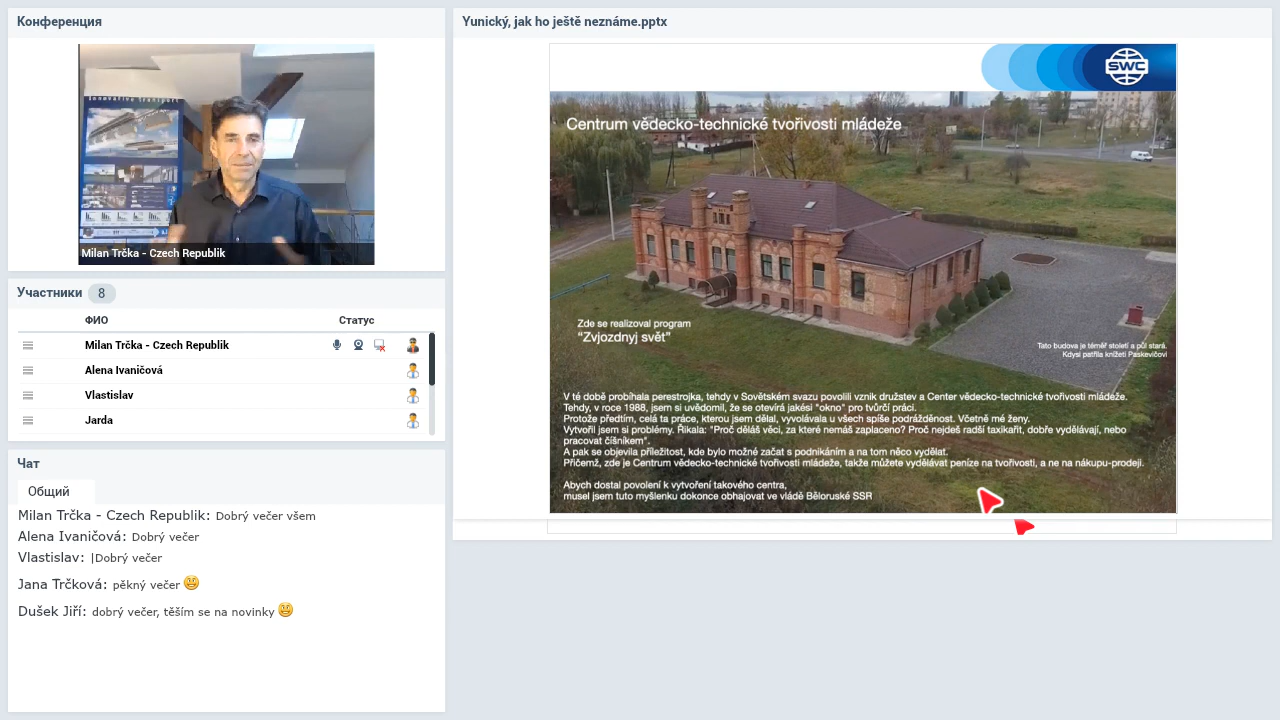 Конференция
Innovative transport
Milan Trčka - Czech Republik
Участники 8
ФИО Статус
Milan Trčka - Czech Republik
Alena Ivaničová
Vlastislav
Jarda
Чат
Общий
Milan Trčka - Czech Republik: Dobrý večer všem
Alena Ivaničová: Dobrý večer
Vlastislav: |Dobrý večer
Jana Trčková: pěkný večer
Dušek Jiří: dobrý večer, těším se na novinky
Yunický, jak ho ještě neznáme.pptx
SWC
Centrum vědecko-technické tvořivosti mládeže
Zde se realizoval program
“Zvjozdnyj svět”
Tato budova je téměř století a půl stará.
Kdysi patřila knížeti Paskevičovi
V té době probíhala perestrojka, tehdy v Sovětském svazu povolili vznik družstev a Center vědecko-technické tvořivosti mládeže.
Tehdy, v roce 1988, jsem si uvědomil, že se otevírá jakési "okno" pro tvůrčí práci.
Protože předtím, celá ta práce, kterou jsem dělal, vyvolávala u všech spíše podrážděnost. Včetně mé ženy.
Vytvořil jsem si problémy. Říkala: "Proč děláš věci, za které nemáš zaplaceno? Proč nejdeš radši taxikařit, dobře vydělávají, nebo
pracovat číšníkem".
A pak se objevila příležitost, kde bylo možné začat s podnikáním a na tom něco vydělat.
Přičemž, zde je Centrum vědecko-technické tvořivosti mládeže, takže můžete vydělávat peníze na tvořivosti, a ne na nákupu-prodeji.
Abych dostal povolení k vytvoření takového centra,
musel jsem tuto myšlenku dokonce obhajovat ve vládě Běloruské SSR